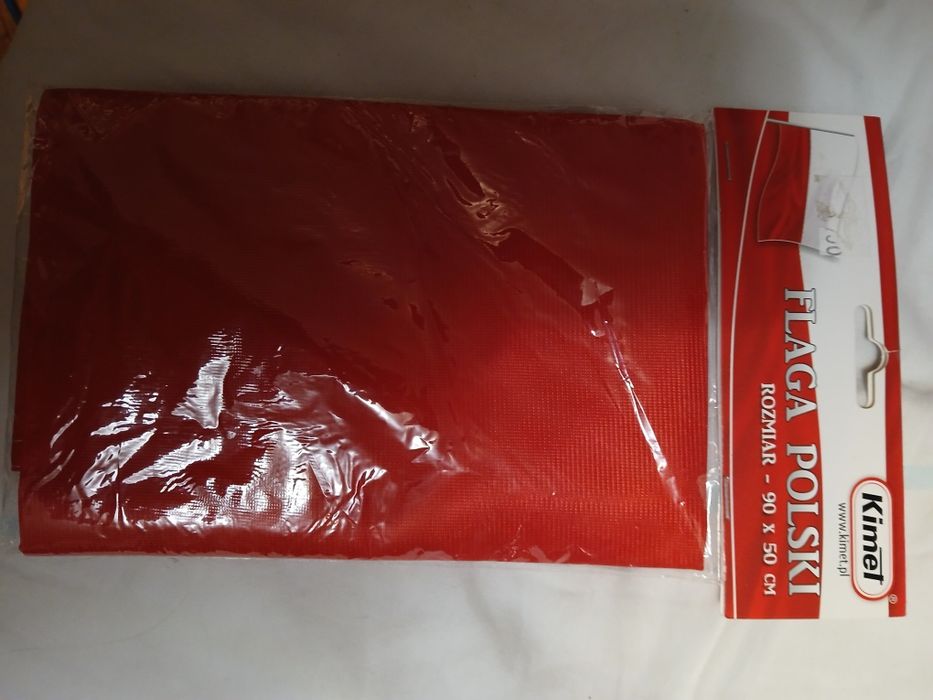 Kimet®
www.kimet.pl
FLAGA POLSKI
ROZMIAR - 90 X 50 CM